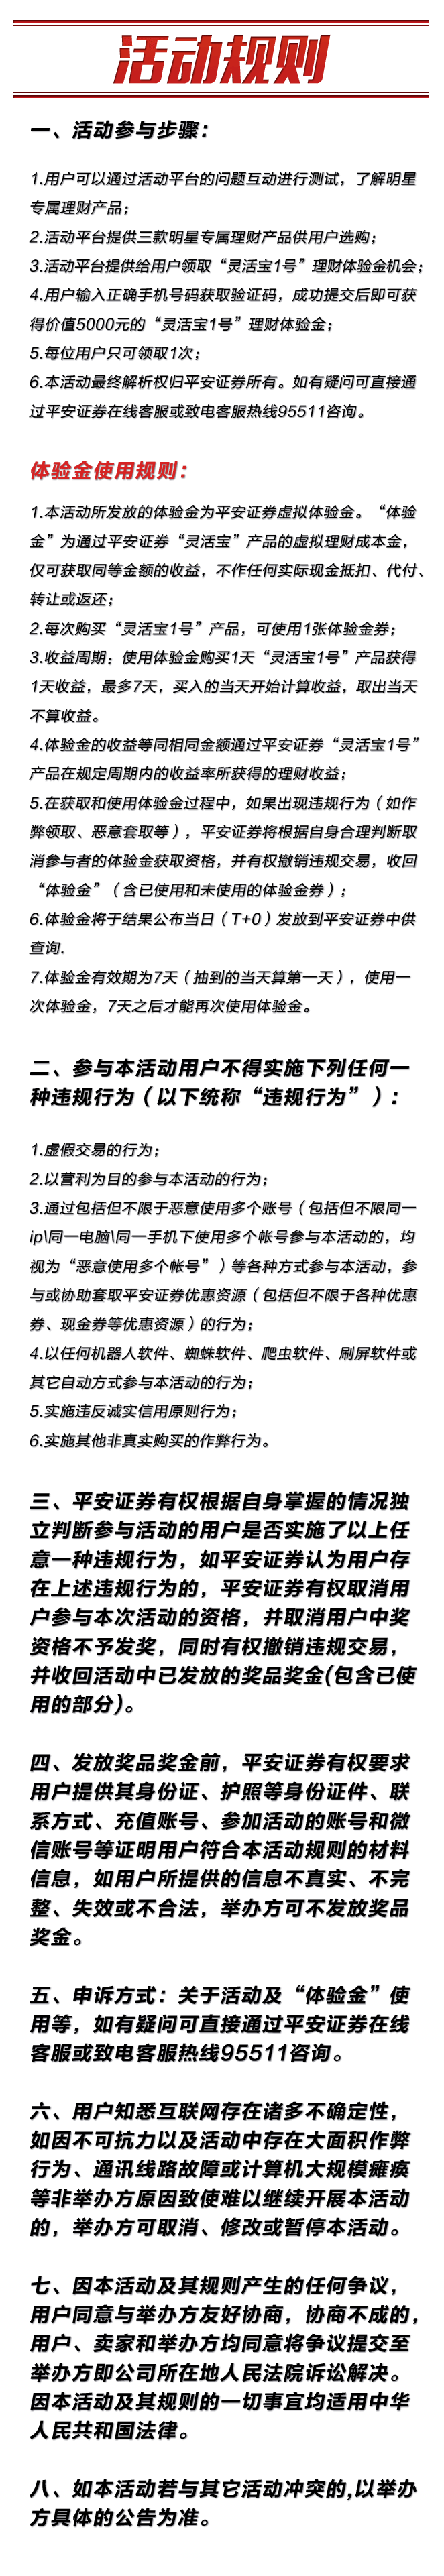 活动规则
一、活动参与步骤：
1.用户可以通过活动平台的问题互动进行测试，了解明星
专属理财产品；
2.活动平台提供三款明星专属理财产品供用户选购；
3.活动平台提供给用户领取“灵活宝1号”理财体验金机会；
4.用户输入正确手机号码获取验证码，成功提交后即可获
得价值5000元的“灵活宝1号”理财体验金；
5.每位用户只可领取1次；
6.本活动最终解析权归平安证券所有。如有疑问可直接通
过平安证券在线客服或致电客服热线95511咨询。
体验金使用规则：
1.本活动所发放的体验金为平安证券虚拟体验金。“体验
金”为通过平安证券“灵活宝”产品的虚拟理财成本金，
仅可获取同等金额的收益，不作任何实际现金抵扣、代付、
转让或返还；
2.每次购买“灵活宝1号”产品，可使用1张体验金券；
3.收益周期：使用体验金购买1天“灵活宝1号”产品获得
1天收益，最多7天，买入的当天开始计算收益，取出当天
不算收益。
4.体验金的收益等同相同金额通过平安证券“灵活宝1号”
产品在规定周期内的收益率所获得的理财收益；
5.在获取和使用体验金过程中，如果出现违规行为（如作
弊领取、恶意套取等），平安证券将根据自身合理判断取
消参与者的体验金获取资格，并有权撤销违规交易，收回
“体验金”（含已使用和未使用的体验金券）；
6.体验金将于结果公布当日（T+0）发放到平安证券中供
查询.
7.体验金有效期为7天（抽到的当天算第一天），使用一
次体验金，7天之后才能再次使用体验金。
二、参与本活动用户不得实施下列任何一
种违规行为（以下统称“违规行为”）:
1.虚假交易的行为；
2.以营利为目的参与本活动的行为；
3.通过包括但不限于恶意使用多个账号（包括但不限同一
ip\同一电脑\同一手机下使用多个帐号参与本活动的，均
视为“恶意使用多个帐号”）等各种方式参与本活动，参
与或协助套取平安证券优惠资源（包括但不限于各种优惠
券、现金券等优惠资源）的行为；
4.以任何机器人软件、蜘蛛软件、爬虫软件、刷屏软件或
其它自动方式参与本活动的行为；
5.实施违反诚实信用原则行为；
6.实施其他非真实购买的作弊行为。
三、平安证券有权根据自身掌握的情况独
立判断参与活动的用户是否实施了以上任
意一种违规行为，如平安证券认为用户存
在上述违规行为的，平安证券有权取消用
户参与本次活动的资格，并取消用户中奖
资格不予发奖，同时有权撤销违规交易，
并收回活动中已发放的奖品奖金(包含已使
用的部分)。
四、发放奖品奖金前，平安证券有权要求
用户提供其身份证、护照等身份证件、联
系方式、充值账号、参加活动的账号和微
信账号等证明用户符合本活动规则的材料
信息，如用户所提供的信息不真实、不完
整、失效或不合法，举办方可不发放奖品
奖金。
五、申诉方式：关于活动及“体验金”使
用等，如有疑问可直接通过平安证券在线
客服或致电客服热线95511咨询。
六、用户知悉互联网存在诸多不确定性，
如因不可抗力以及活动中存在大面积作弊
行为、通讯线路故障或计算机大规模瘫痪
等非举办方原因致使难以继续开展本活动
的，举办方可取消、修改或暂停本活动。
七、因本活动及其规则产生的任何争议，
用户同意与举办方友好协商，协商不成的，
用户、卖家和举办方均同意将争议提交至
举办方即公司所在地人民法院诉讼解决。
因本活动及其规则的一切事宜均适用中华
人民共和国法律。
八、如本活动若与其它活动冲突的,以举办
方具体的公告为准。